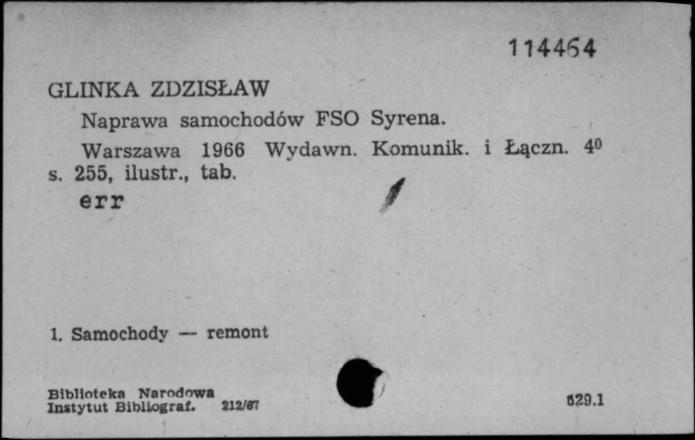 114464
GLINKA ZDZISŁAW
Naprawa samochodów FSO Syrena.
Warszawa 1966 Wydawn. Komunik. i Łączn. 4⁰
s. 255, ilustr., tab.
err
1. Samochody — remont
Biblioteka Narodowa
Instytut Bibliograf. 212/67
629.1